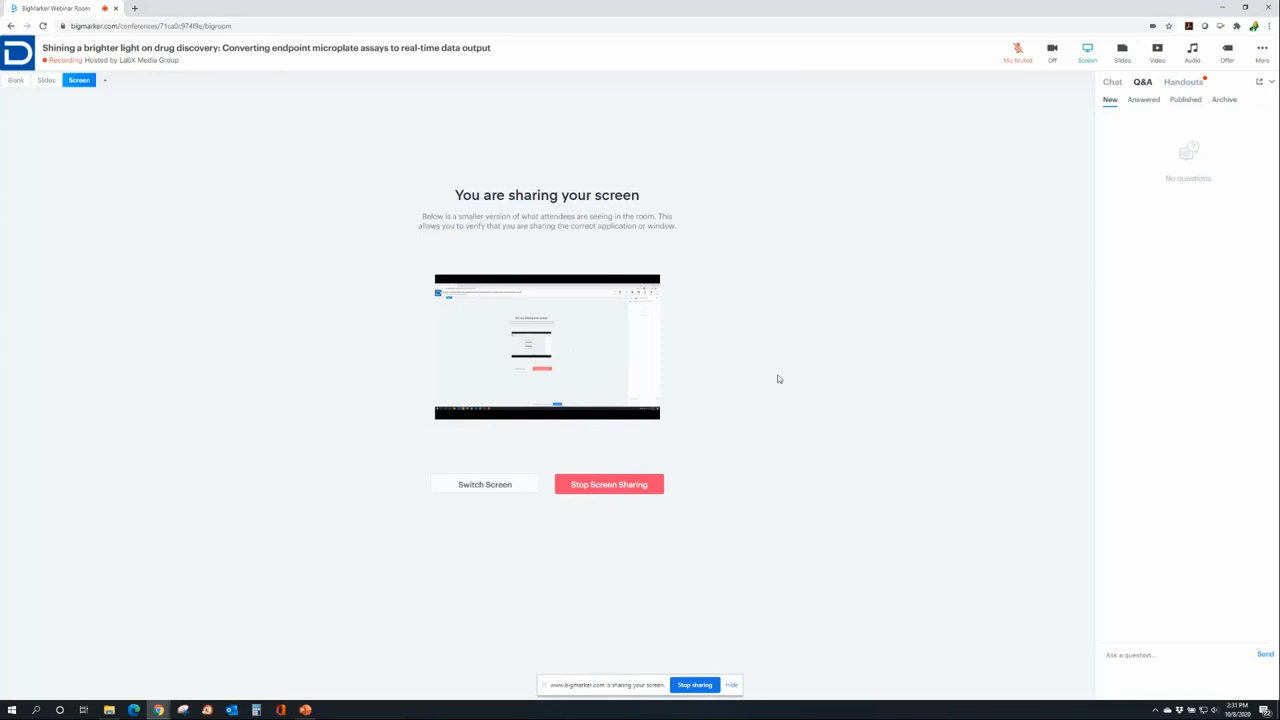 BigMarker Webinar Room
bigmarker.com/conferences/71ca0c974f9e/bigroom
Shining a brighter light on drug discovery: Converting endpoint microplate assays to real-time data output
Recording Hosted by LabX Media Group
Mic Muted
Off
Screen
Slides
Video
Audio
Offer
More
Blank
Slides
Screen
+
Chat
Q&A
Handouts
New
Answered
Published
Archive
No questions.
You are sharing your screen
Below is a smaller version of what attendees are seeing in the room. This
allows you to verify that you are sharing the correct application or window.
Switch Screen
Stop Screen Sharing
Ask a question...
Send
www.bigmarker.com is sharing your screen.
Stop sharing
Hide
2:31 PM
10/8/2020